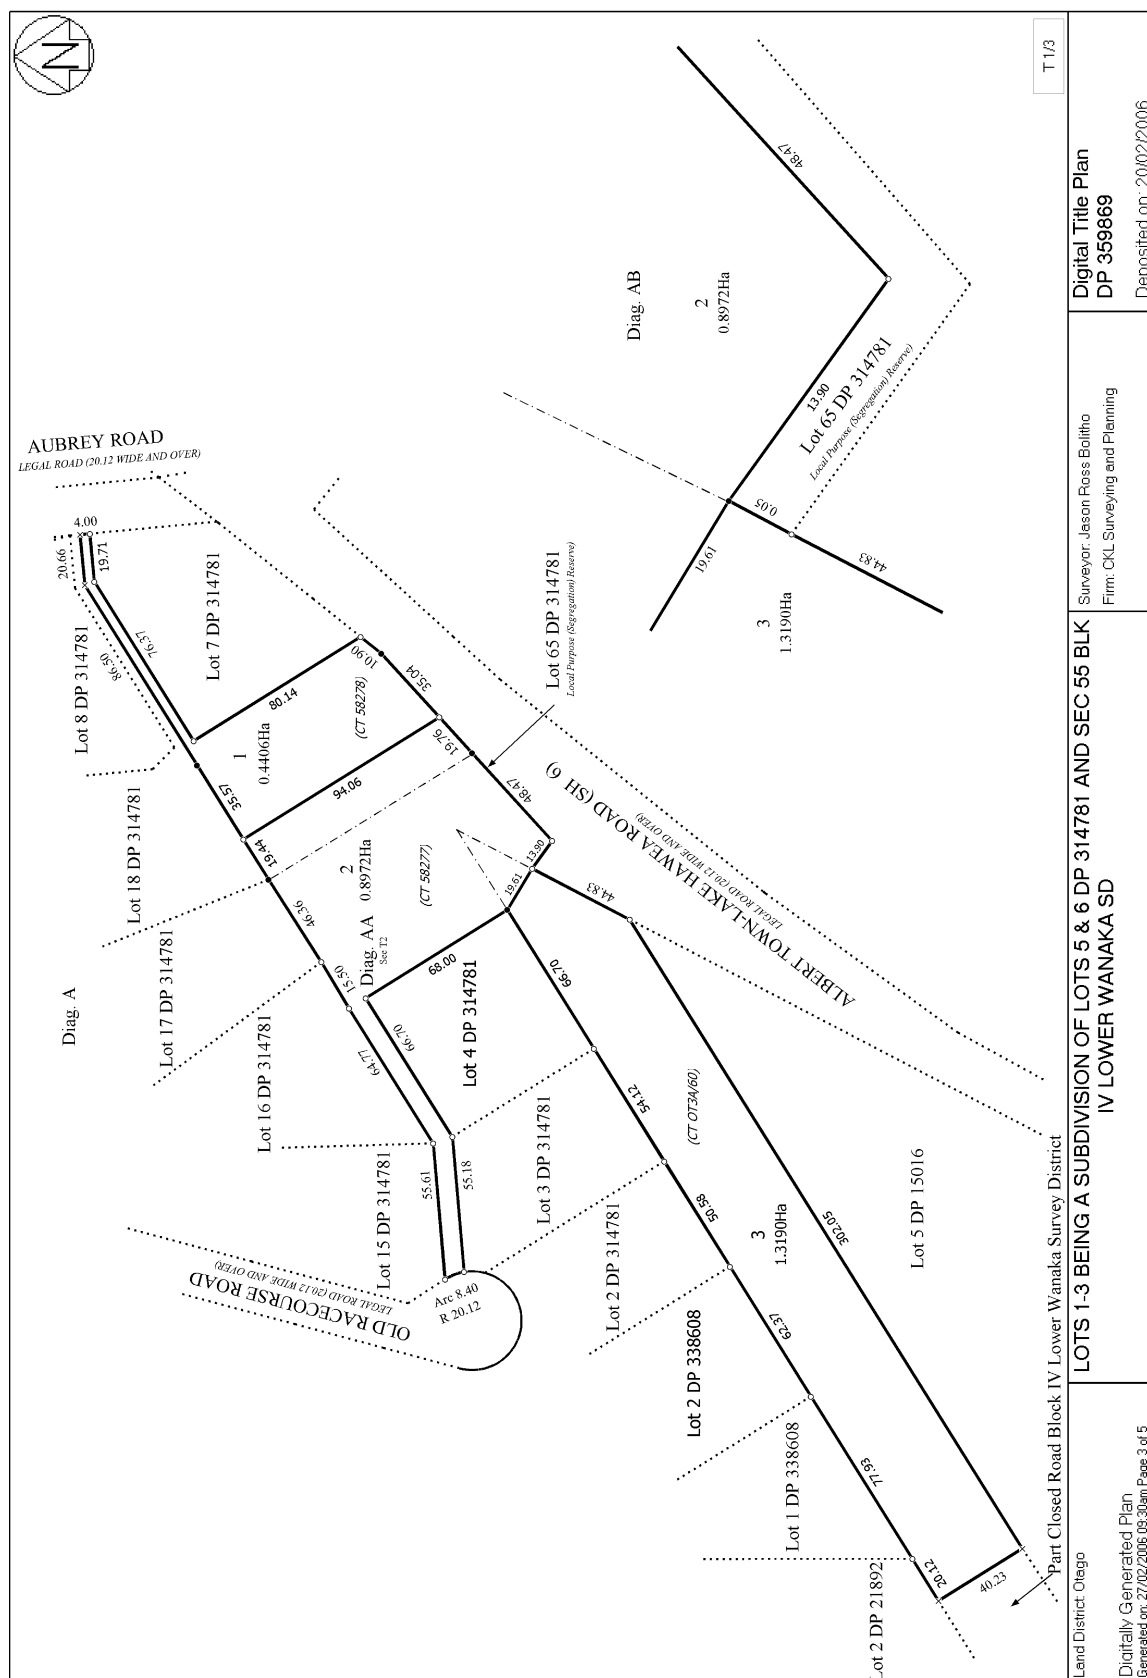 N
AUBREY ROAD
LEGAL ROAD (20.12 WIDE AND OVER)
4.00
20.66
19.71
Lot 8 DP 314781
86.50
76.37
Lot 7 DP 314781
80.14
10.90
1
0.4406Ha
(CT 58278)
35.04
35.57
94.06
19.76
Lot 18 DP 314781
19.44
48.47
Lot 65 DP 314781
Local Purpose (Segregation) Reserve)
2
0.8972Ha
(CT 58277)
13.90
19.61
46.36
Lot 17 DP 314781
Diag. A
Diag. AA
See T2
15.50
68.00
44.83
ALBERT TOWN-LAKE HAWEA ROAD (SH 6)
LEGAL ROAD (20.12 WIDE AND OVER)
Lot 4 DP 314781
66.70
66.70
64.77
Lot 16 DP 314781
55.61
55.18
Lot 15 DP 314781
Lot 3 DP 314781
54.12
(CT OT3A/60)
OLD RACECOURSE ROAD
LEGAL ROAD (20.12 WIDE AND OVER)
Arc 8.40
R 20.12
Lot 2 DP 314781
50.58
3
1.3190Ha
302.05
Lot 5 DP 15016
Lot 2 DP 338608
62.37
Lot 1 DP 338608
77.93
Lot 2 DP 21892
20.12
40.23
Part Closed Road Block IV Lower Wanaka Survey District
Diag. AB
2
0.8972Ha
48.47
13.90
Lot 65 DP 314781
Local Purpose (Segregation) Reserve)
0.05
19.61
44.83
3
1.3190Ha
T 1/3
Land District: Otago
Digitally Generated Plan
Generated on: 27/02/2006 09:30am Page 3 of 5
LOTS 1-3 BEING A SUBDIVISION OF LOTS 5 & 6 DP 314781 AND SEC 55 BLK
IV LOWER WANAKA SD
Surveyor: Jason Ross Bolitho
Firm: CKL Surveying and Planning
Digital Title Plan
DP 359869
Deposited on: 20/02/2006